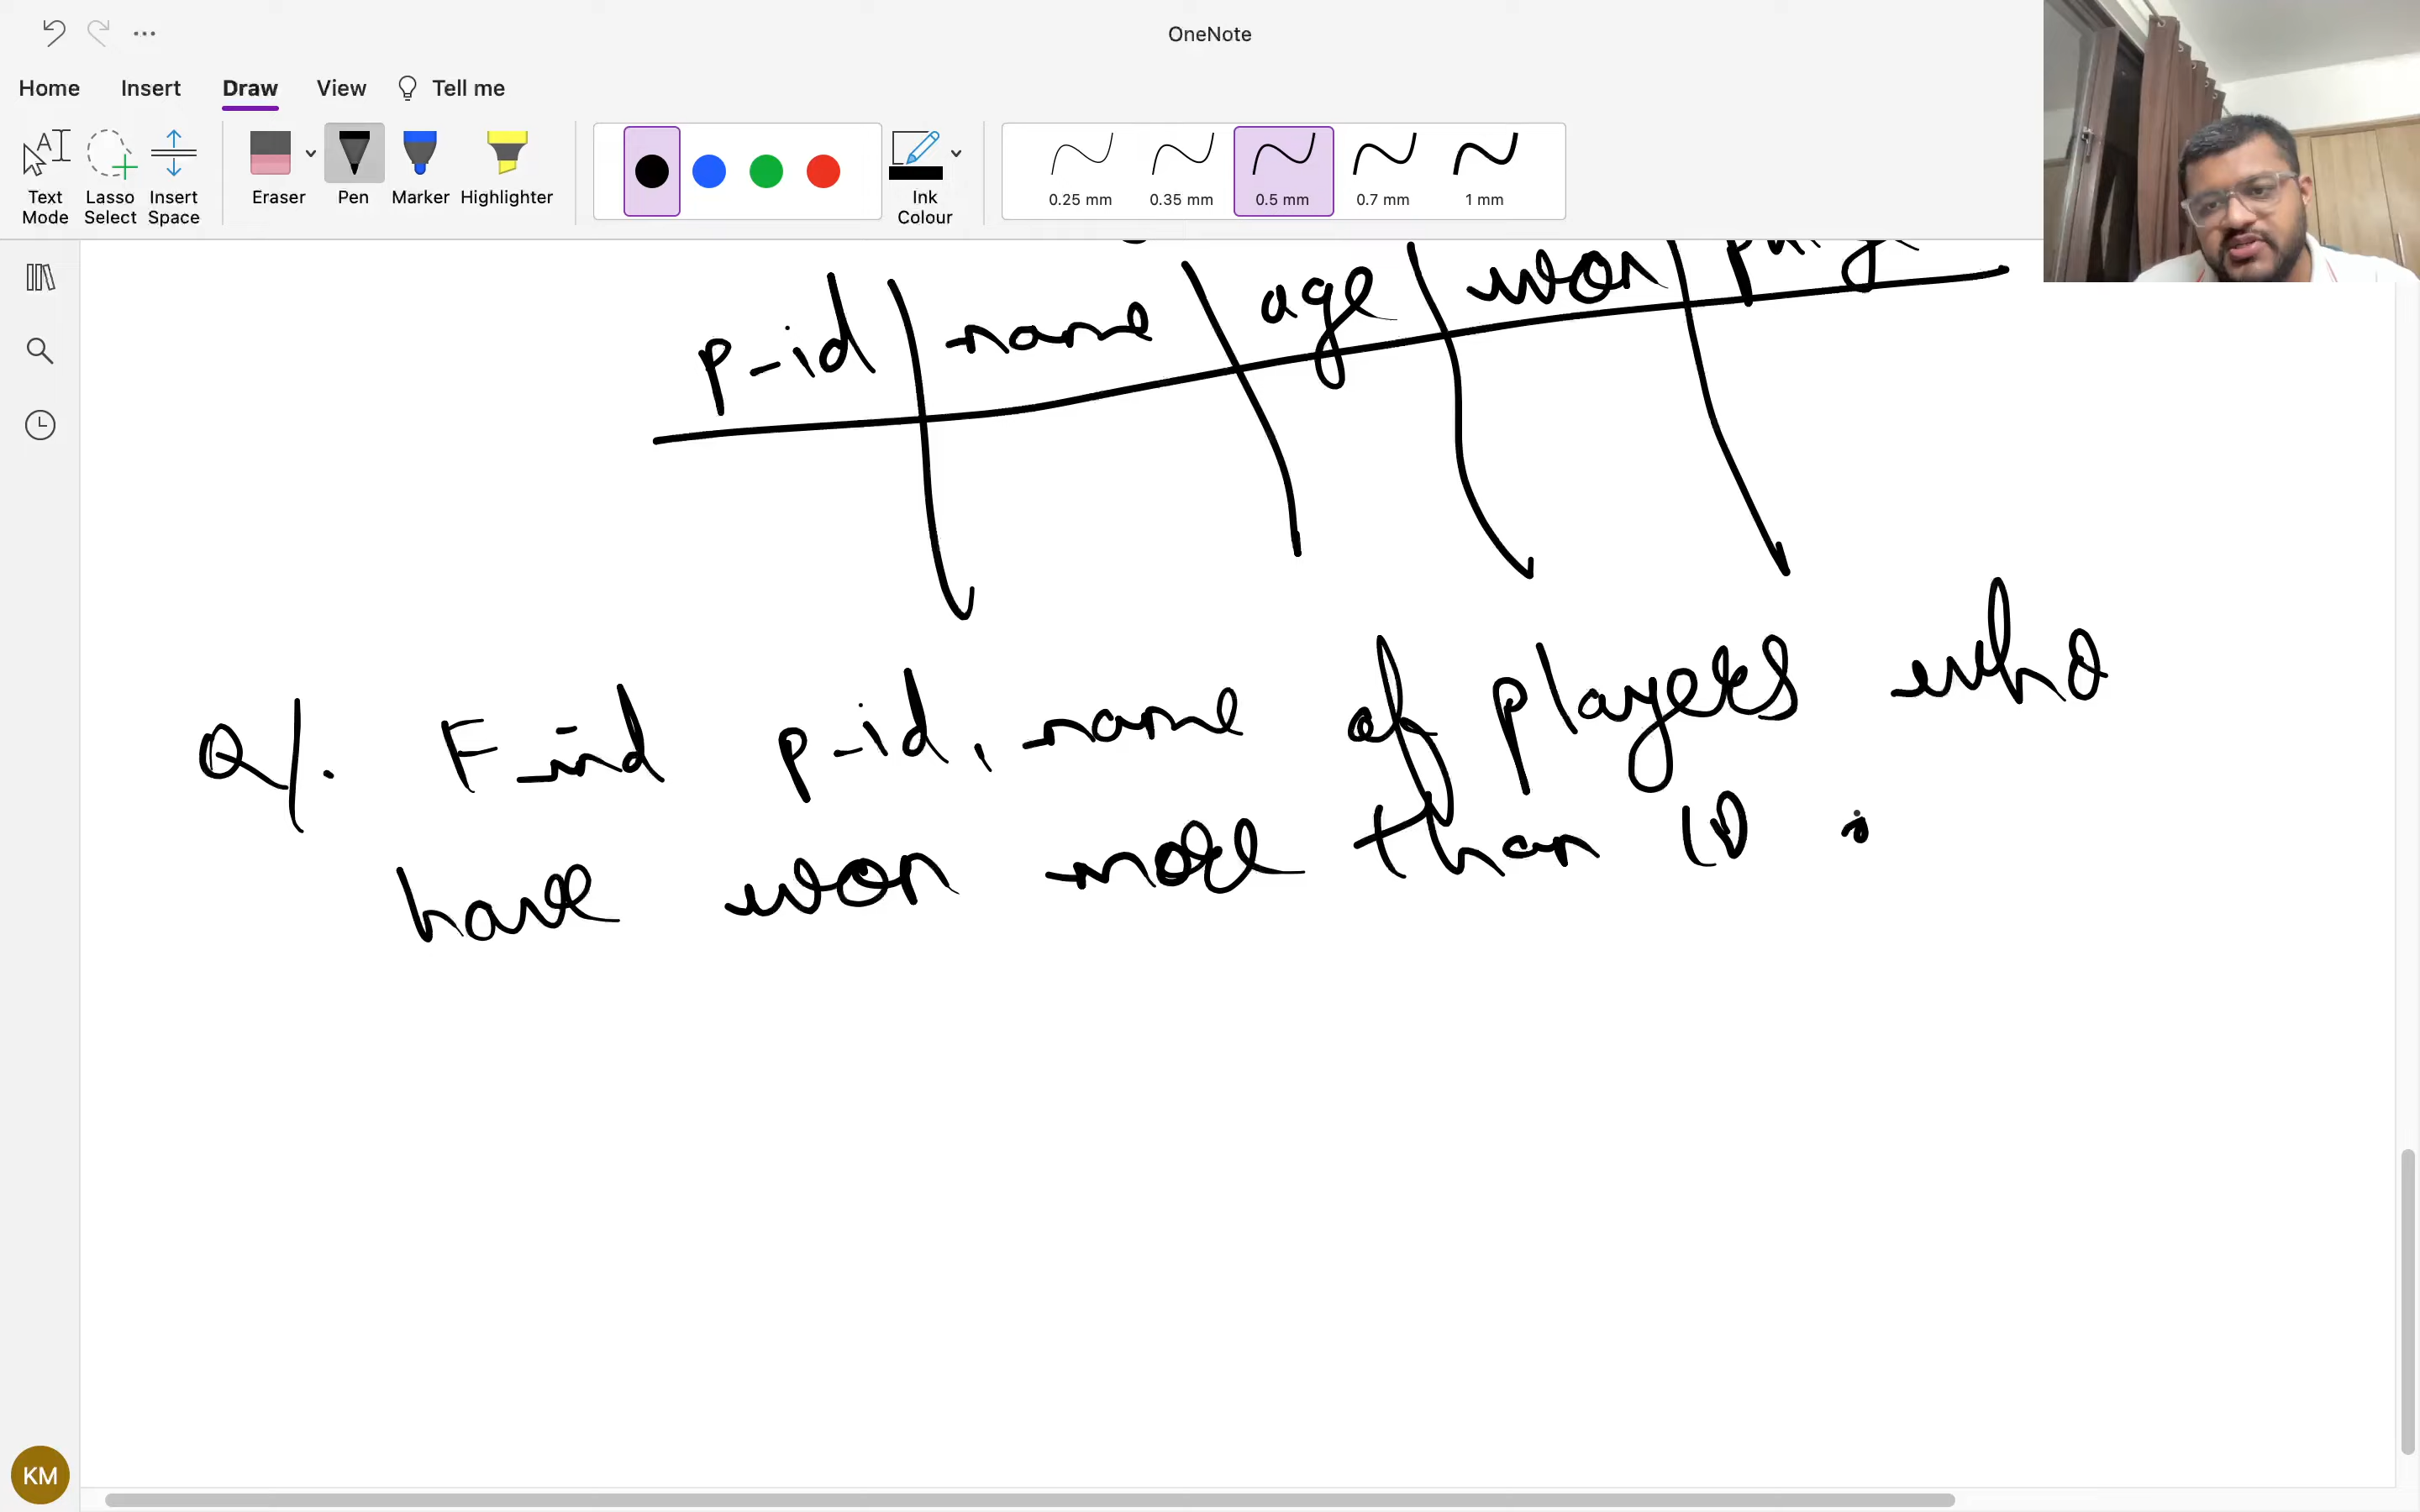 OneNote
Home Insert Draw View Tell me
Text Mode Lasso Select Insert Space Eraser Pen Marker Highlighter Ink Colour 0.25 mm 0.35 mm 0.5 mm 0.7 mm 1 mm
p-id name age won
Q/. Find p-id, name of players who
have won more than 10
KM